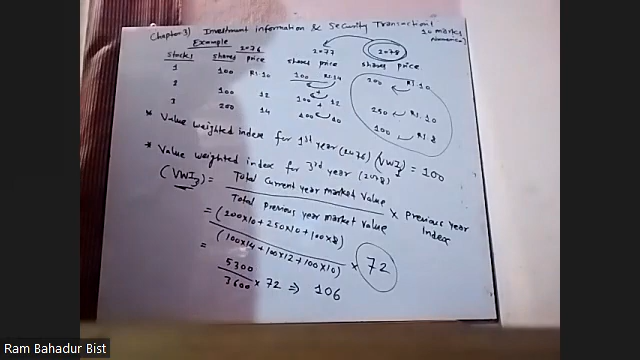 Chapter 3) Investment information & Security Transaction! 10 marks
Example numerical
2076 2077 2078
Stocks shares price shares price shares price
1 100 Rs. 10 100 Rs. 14 200 Rs. 10
2 100 12 100 12 250 Rs. 10
3 200 14 100 10 100 Rs. 8
* Value weighted index for 1st year (2076) (VWI1) = 100
* Value weighted index for 3rd year (2078)
(VWI3) = Total current year market value / Total previous year market value × previous year Index
= (200×10 + 250×10 + 100×8) / (100×14 + 100×12 + 100×10) × 72
= 5300 / 3600 × 72 ⇒ 106
Ram Bahadur Bist